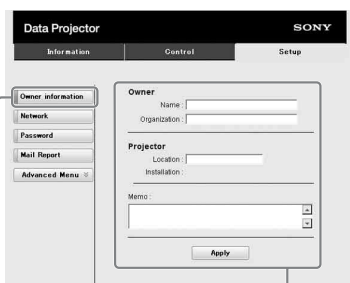 Data Projector
SONY
Information
Control
Setup
Owner information
Network
Password
Mail Report
Advanced Menu
Owner
Name :
Organization :
Projector
Location :
Installation :
Memo :
Apply